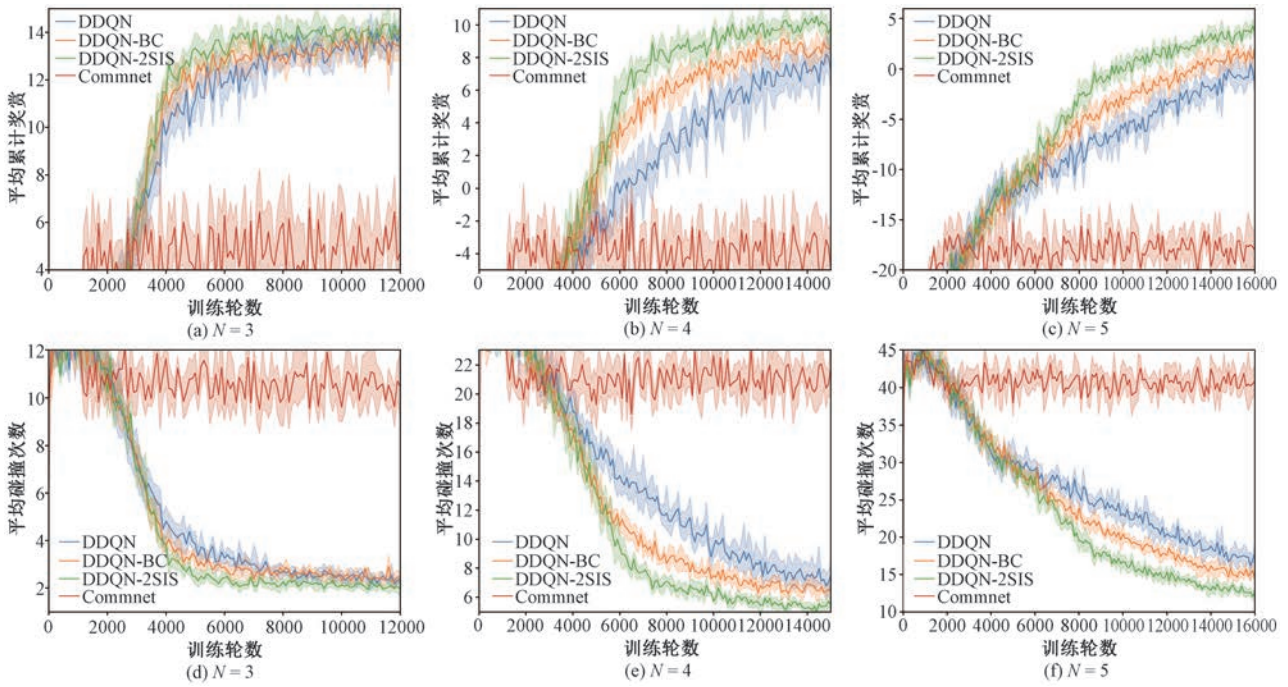 14
12
10
8
6
4
平均累计奖赏
DDQN
DDQN-BC
DDQN-2SIS
Commnet
0 2000 4000 6000 8000 10000 12000
训练轮数
(a) N = 3
10
8
6
4
2
0
-2
-4
平均累计奖赏
DDQN
DDQN-BC
DDQN-2SIS
Commnet
0 2000 4000 6000 8000 10000 12000 14000
训练轮数
(b) N = 4
5
0
-5
-10
-15
-20
平均累计奖赏
DDQN
DDQN-BC
DDQN-2SIS
Commnet
0 2000 4000 6000 8000 10000 12000 14000 16000
训练轮数
(c) N = 5
12
10
8
6
4
2
平均碰撞次数
DDQN
DDQN-BC
DDQN-2SIS
Commnet
0 2000 4000 6000 8000 10000 12000
训练轮数
(d) N = 3
22
20
18
16
14
12
10
8
6
平均碰撞次数
DDQN
DDQN-BC
DDQN-2SIS
Commnet
0 2000 4000 6000 8000 10000 12000 14000
训练轮数
(e) N = 4
45
40
35
30
25
20
15
10
平均碰撞次数
DDQN
DDQN-BC
DDQN-2SIS
Commnet
0 2000 4000 6000 8000 10000 12000 14000 16000
训练轮数
(f) N = 5